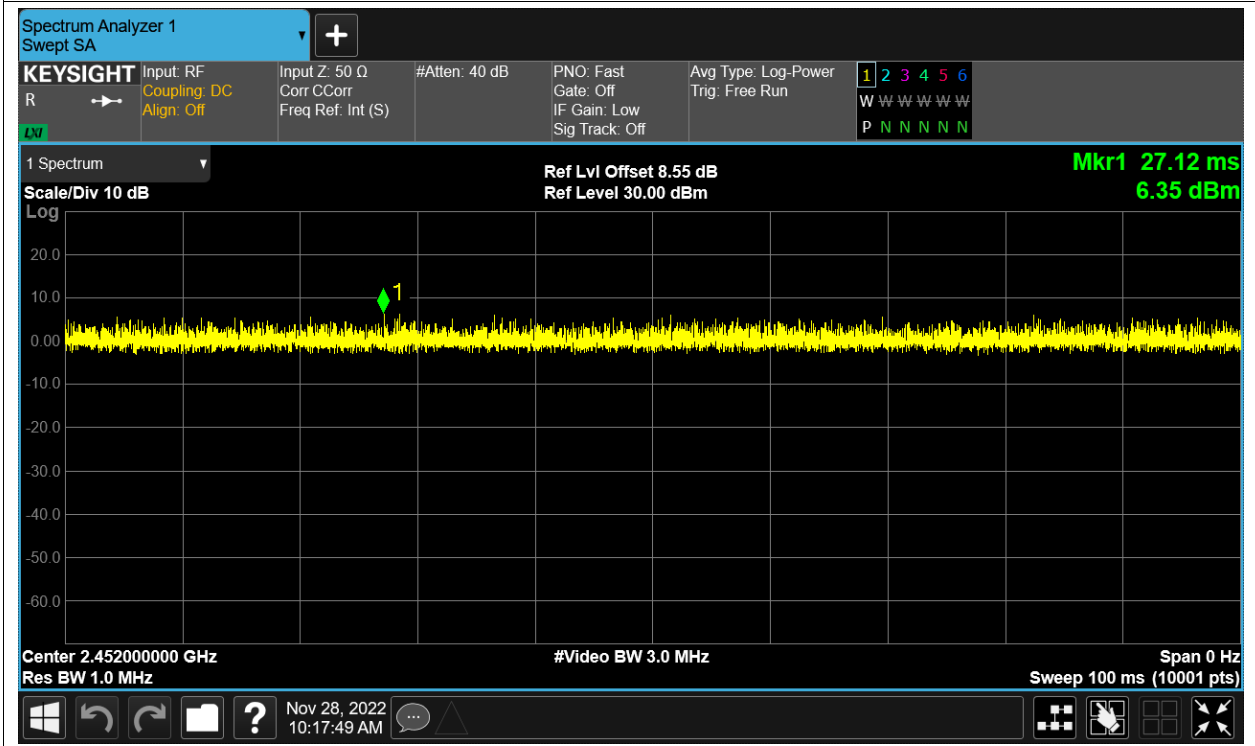 Spectrum Analyzer 1
Swept SA
+
KEYSIGHT
R
LXI
Input: RF
Coupling: DC
Align: Off
Input Z: 50 Ω
Corr CCorr
Freq Ref: Int (S)
#Atten: 40 dB
PNO: Fast
Gate: Off
IF Gain: Low
Sig Track: Off
Avg Type: Log-Power
Trig: Free Run
1 2 3 4 5 6
W W W W W W
P N N N N N
1 Spectrum
Scale/Div 10 dB
Ref Lvl Offset 8.55 dB
Ref Level 30.00 dBm
Mkr1 27.12 ms
6.35 dBm
Log
20.0
10.0
1
0.00
-10.0
-20.0
-30.0
-40.0
-50.0
-60.0
Center 2.452000000 GHz
#Video BW 3.0 MHz
Span 0 Hz
Res BW 1.0 MHz
Sweep 100 ms (10001 pts)
?
Nov 28, 2022
10:17:49 AM